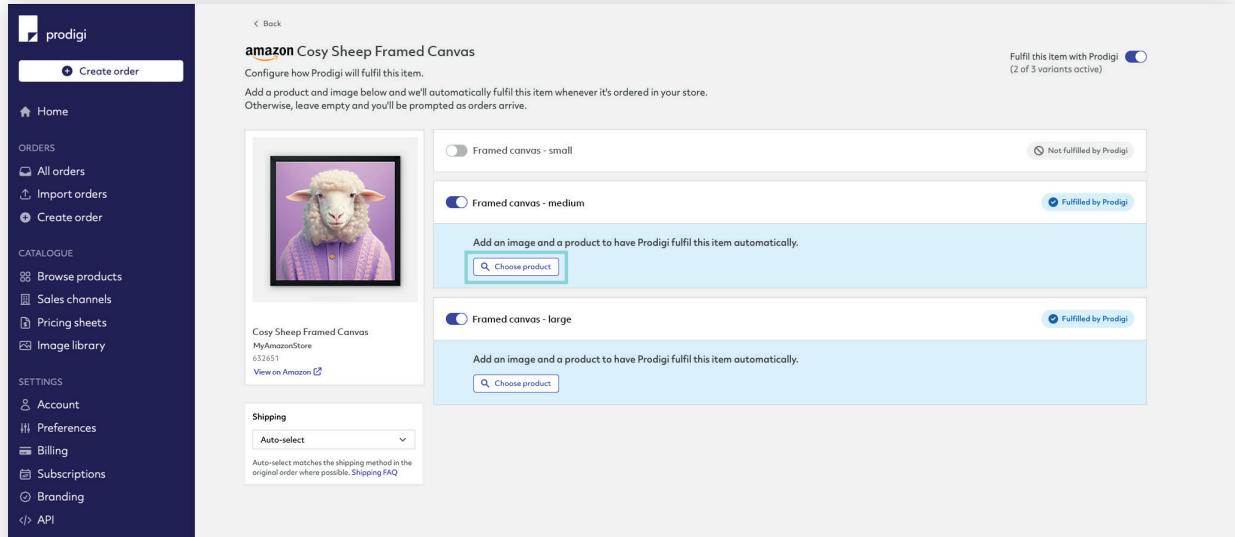 prodigi
Create order
Home
ORDERS
All orders
Import orders
Create order
CATALOGUE
Browse products
Sales channels
Pricing sheets
Image library
SETTINGS
Account
Preferences
Billing
Subscriptions
Branding
API
Back
amazon Cosy Sheep Framed Canvas
Configure how Prodigi will fulfil this item.
Add a product and image below and we'll automatically fulfil this item whenever it's ordered in your store.
Otherwise, leave empty and you'll be prompted as orders arrive.
Fulfil this item with Prodigi
(2 of 3 variants active)
Cosy Sheep Framed Canvas
MyAmazonStore
632651
View on Amazon
Shipping
Auto-select
Auto-select matches the shipping method in the
original order where possible. Shipping FAQ
Framed canvas - small
Not fulfilled by Prodigi
Framed canvas - medium
Fulfilled by Prodigi
Add an image and a product to have Prodigi fulfil this item automatically.
Choose product
Framed canvas - large
Fulfilled by Prodigi
Add an image and a product to have Prodigi fulfil this item automatically.
Choose product